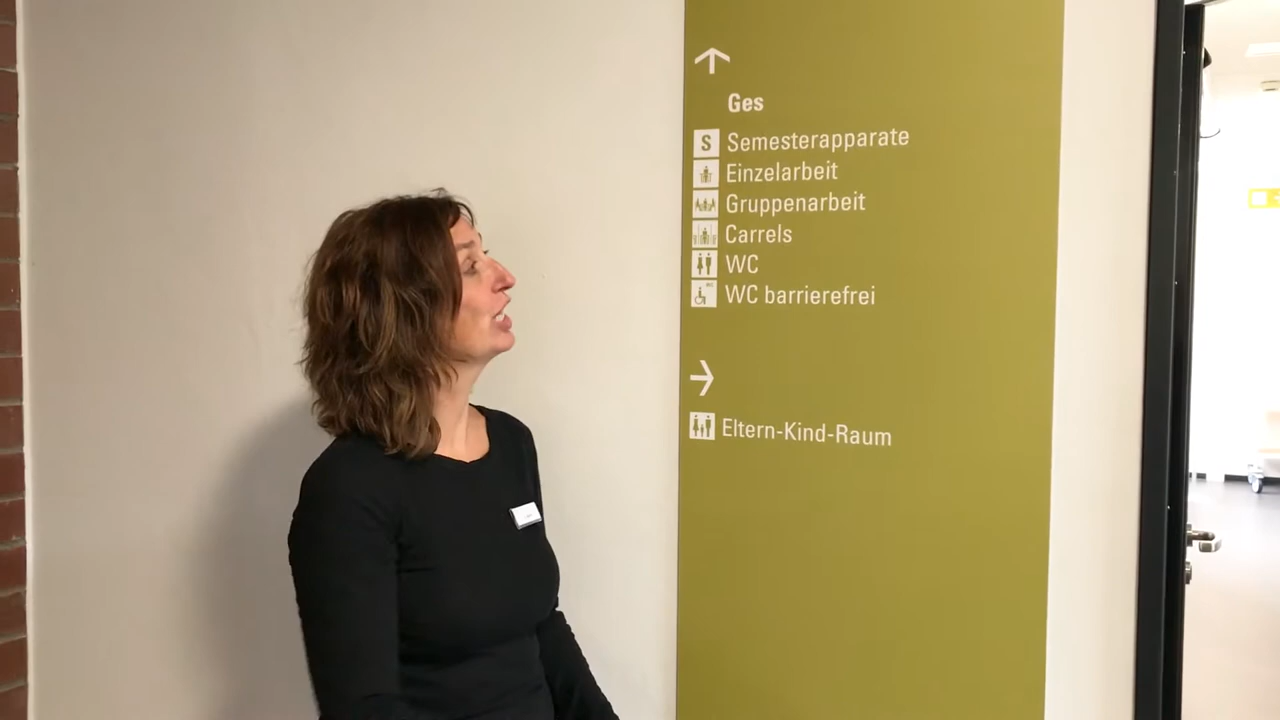 Ges
S Semesterapparate
Einzelarbeit
Gruppenarbeit
Carrels
WC
WC barrierefrei
Eltern-Kind-Raum